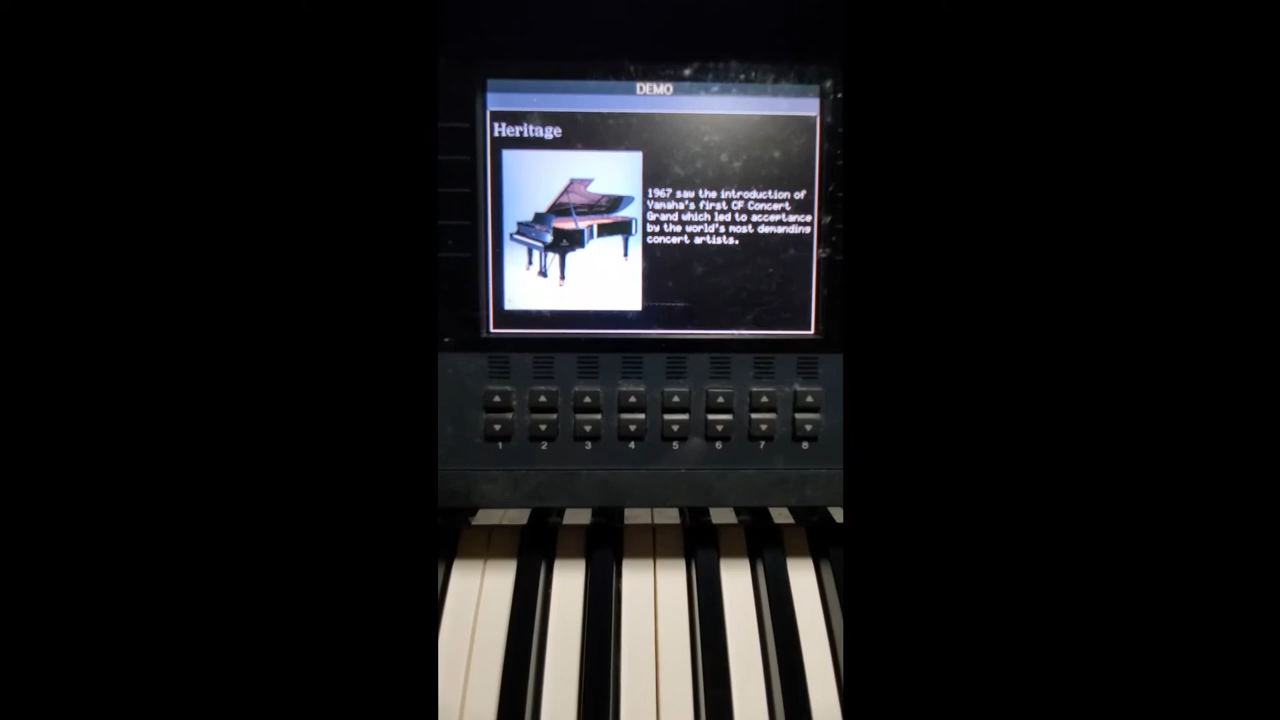 DEMO
Heritage
1967 saw the introduction of
Yamaha's first CF Concert
Grand which led to acceptance
by the world's most demanding
concert artists.
1 2 3 4 5 6 7 8